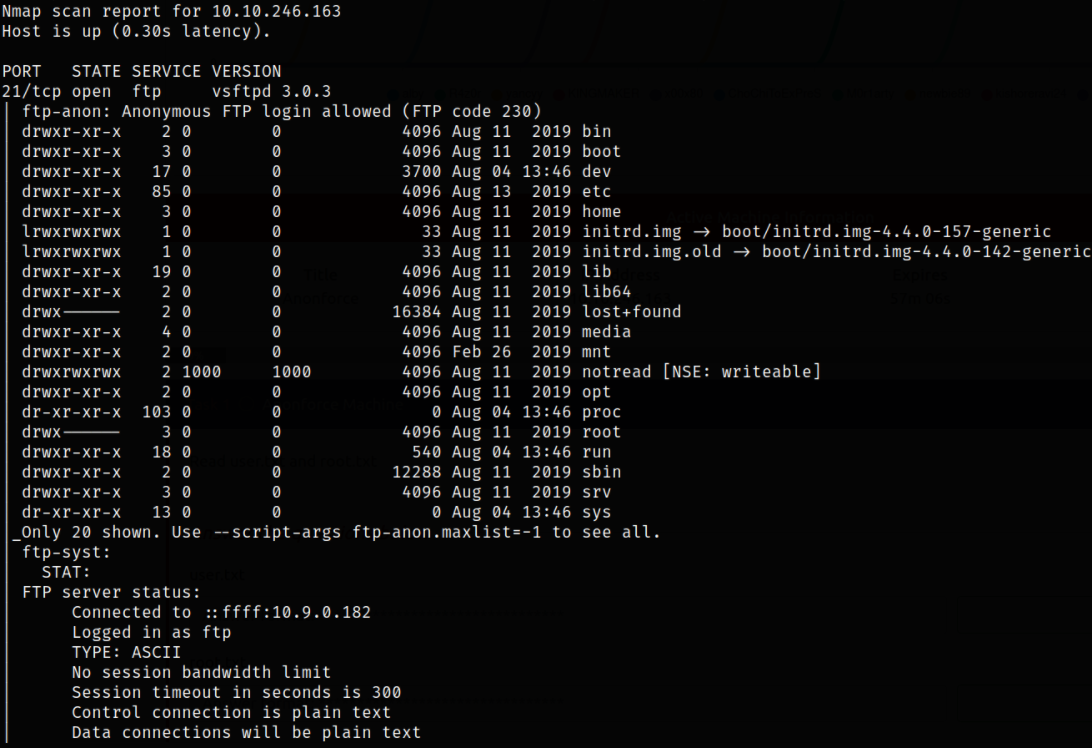 Nmap scan report for 10.10.246.163
Host is up (0.30s latency).
PORT   STATE SERVICE VERSION
21/tcp open  ftp     vsftpd 3.0.3
| ftp-anon: Anonymous FTP login allowed (FTP code 230)
| drwxr-xr-x    2 0        0            4096 Aug 11  2019 bin
| drwxr-xr-x    3 0        0            4096 Aug 11  2019 boot
| drwxr-xr-x   17 0        0            3700 Aug 04 13:46 dev
| drwxr-xr-x   85 0        0            4096 Aug 13  2019 etc
| drwxr-xr-x    3 0        0            4096 Aug 11  2019 home
| lrwxrwxrwx    1 0        0              33 Aug 11  2019 initrd.img → boot/initrd.img-4.4.0-157-generic
| lrwxrwxrwx    1 0        0              33 Aug 11  2019 initrd.img.old → boot/initrd.img-4.4.0-142-generic
| drwxr-xr-x   19 0        0            4096 Aug 11  2019 lib
| drwxr-xr-x    2 0        0            4096 Aug 11  2019 lib64
| drwx------    2 0        0           16384 Aug 11  2019 lost+found
| drwxr-xr-x    4 0        0            4096 Aug 11  2019 media
| drwxr-xr-x    2 0        0            4096 Feb 26  2019 mnt
| drwxrwxrwx    2 1000     1000         4096 Aug 11  2019 notread [NSE: writeable]
| drwxr-xr-x    2 0        0            4096 Aug 11  2019 opt
| dr-xr-xr-x  103 0        0               0 Aug 04 13:46 proc
| drwx------    3 0        0            4096 Aug 11  2019 root
| drwxr-xr-x   18 0        0             540 Aug 04 13:46 run
| drwxr-xr-x    2 0        0           12288 Aug 11  2019 sbin
| drwxr-xr-x    3 0        0            4096 Aug 11  2019 srv
| dr-xr-xr-x   13 0        0               0 Aug 04 13:46 sys
|_Only 20 shown. Use --script-args ftp-anon.maxlist=-1 to see all.
| ftp-syst:
|   STAT:
| FTP server status:
|      Connected to ::ffff:10.9.0.182
|      Logged in as ftp
|      TYPE: ASCII
|      No session bandwidth limit
|      Session timeout in seconds is 300
|      Control connection is plain text
|      Data connections will be plain text